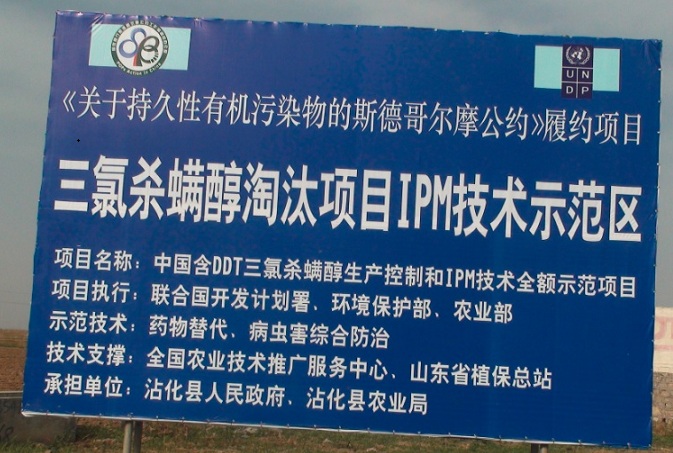 UN
DP
《关于持久性有机污染物的斯德哥尔摩公约》履约项目
三氯杀螨醇淘汰项目IPM技术示范区
项目名称：中国含DDT三氯杀螨醇生产控制和IPM技术全额示范项目
项目执行：联合国开发计划署、环境保护部、农业部
示范技术：药物替代、病虫害综合防治
技术支撑：全国农业技术推广服务中心、山东省植保总站
承担单位：沾化县人民政府、沾化县农业局